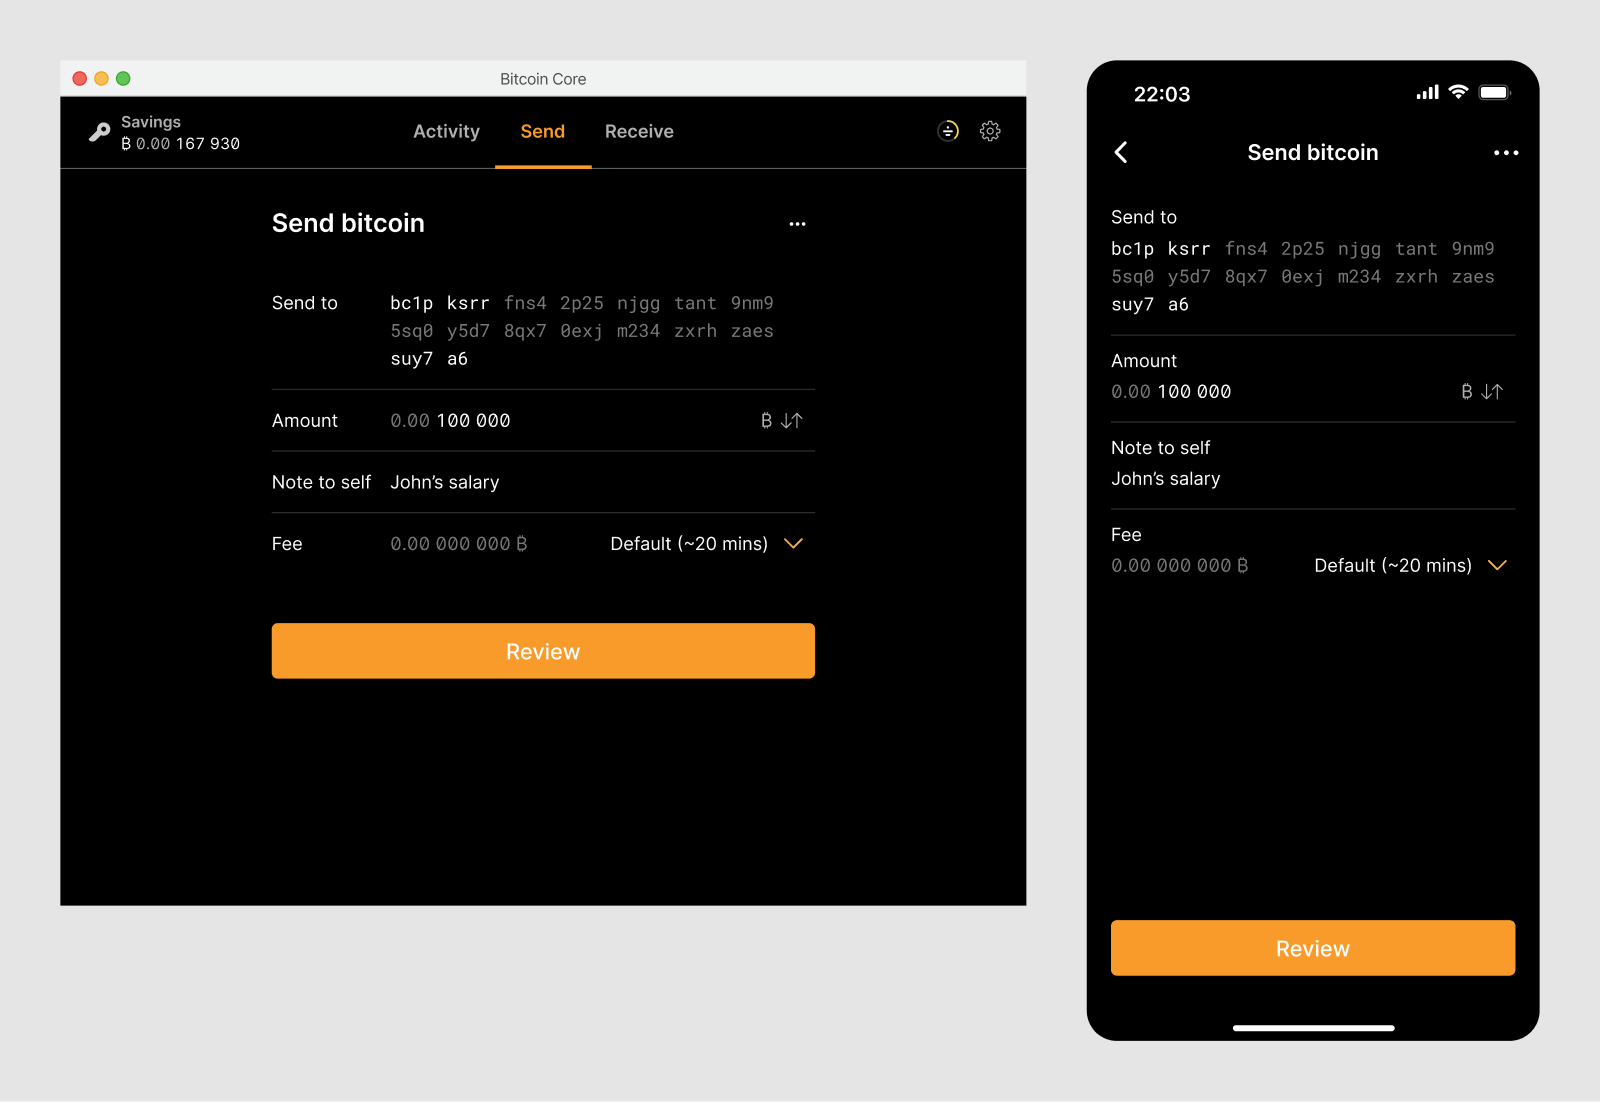 Bitcoin Core
Savings
₿ 0.00 167 930
Activity
Send
Receive
Send bitcoin
Send to
bc1p ksrr fns4 2p25 njgg tant 9nm9
5sq0 y5d7 8qx7 0exj m234 zxrh zaes
suy7 a6
Amount
0.00 100 000
₿
Note to self
John’s salary
Fee
0.00 000 000 ₿
Default (~20 mins)
Review
22:03
Send bitcoin
Send to
bc1p ksrr fns4 2p25 njgg tant 9nm9
5sq0 y5d7 8qx7 0exj m234 zxrh zaes
suy7 a6
Amount
0.00 100 000
₿
Note to self
John’s salary
Fee
0.00 000 000 ₿
Default (~20 mins)
Review